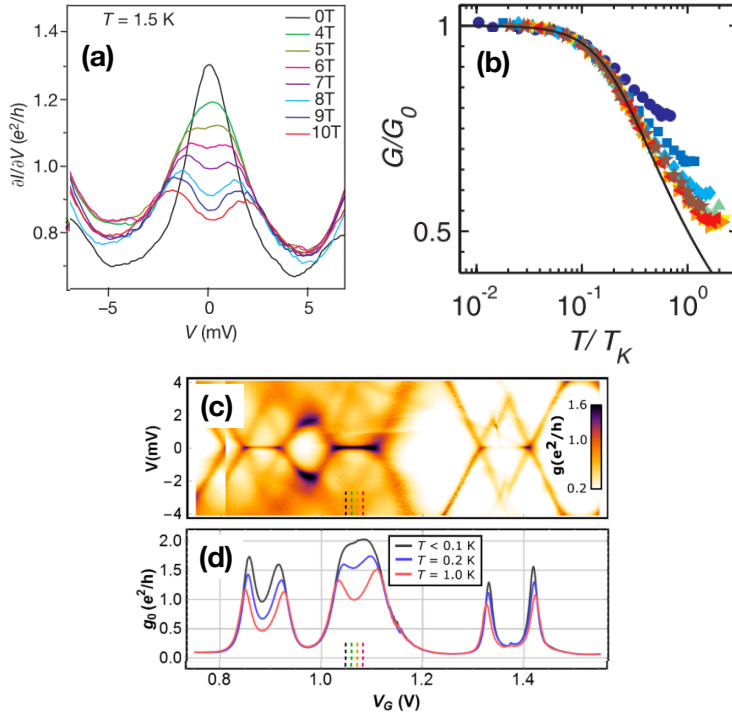 (a)
T = 1.5 K
0T
4T
5T
6T
7T
8T
9T
10T
1.4
1.2
1.0
0.8
∂I/∂V (e²/h)
−5
0
5
V (mV)
(b)
1
0.5
G/G₀
10⁻²
10⁻¹
10⁰
T/T_K
(c)
4
2
0
−2
−4
V(mV)
1.6
1.0
0.2
g(e²/h)
(d)
T < 0.1 K
T = 0.2 K
T = 1.0 K
2.0
1.5
1.0
0.5
0.0
g₀(e²/h)
0.8
1.0
1.2
1.4
V_G (V)